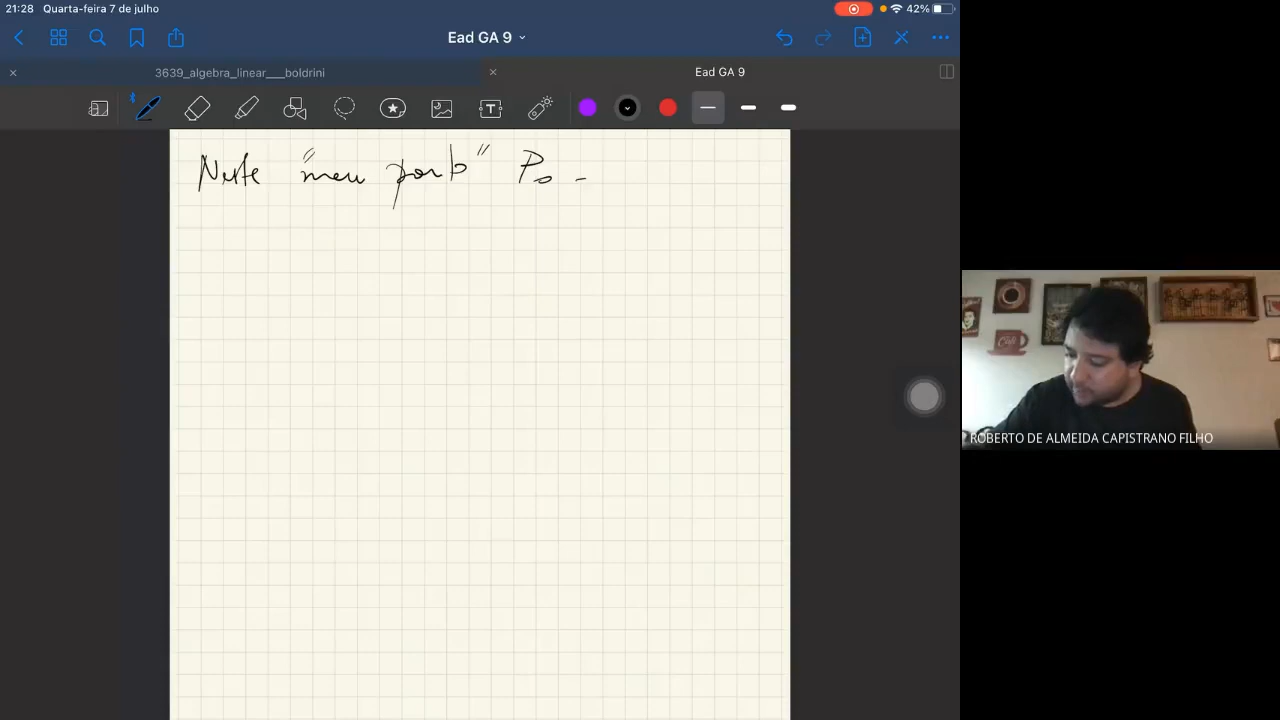 21:28 Quarta-feira 7 de julho 42%
Ead GA 9
3639_algebra_linear___boldrini
Ead GA 9
T
Neste "meu ponto" P₀ =
ROBERTO DE ALMEIDA CAPISTRANO FILHO